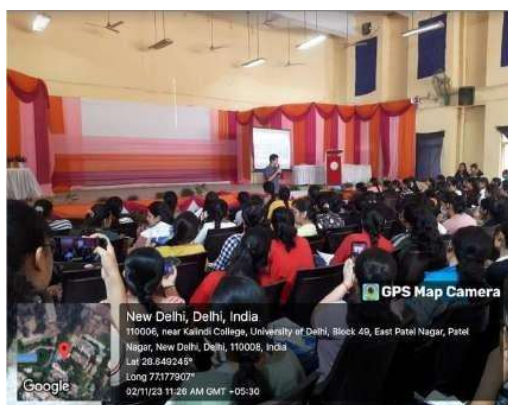 GPS Map Camera
New Delhi, Delhi, India
110006, near Kalindi College, University of Delhi, Block 49, East Patel Nagar, Patel
Nagar, New Delhi, Delhi, 110008, India
Lat 28.649245°
Long 77.177907°
02/11/23 11:26 AM GMT +05:30
Google